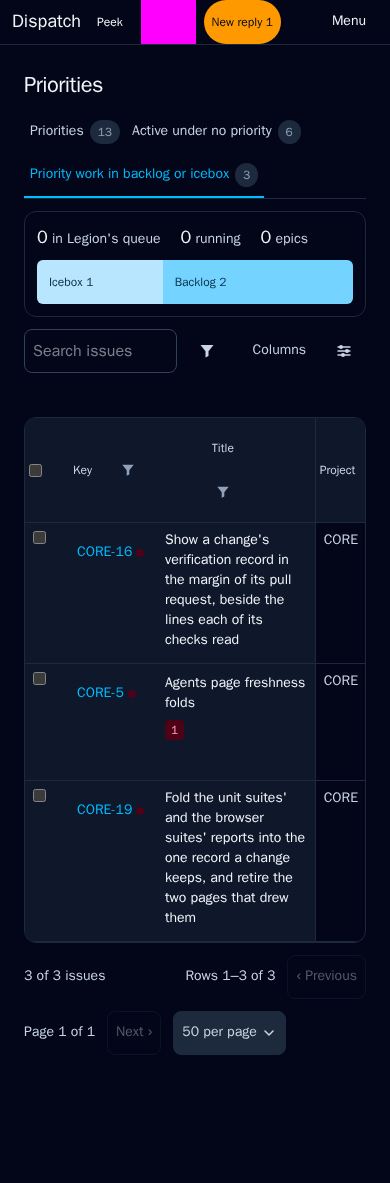 Dispatch Peek New reply 1 Menu
Priorities
Priorities 13 Active under no priority 6
Priority work in backlog or icebox 3
0 in Legion's queue 0 running 0 epics
Icebox 1 Backlog 2
Search issues Columns
Title
Key Project
CORE-16 Show a change's CORE
verification record in
the margin of its pull
request, beside the
lines each of its
checks read
CORE-5 Agents page freshness CORE
folds
1
CORE-19 Fold the unit suites' CORE
and the browser
suites' reports into the
one record a change
keeps, and retire the
two pages that drew
them
3 of 3 issues Rows 1–3 of 3 ‹ Previous
Page 1 of 1 Next › 50 per page